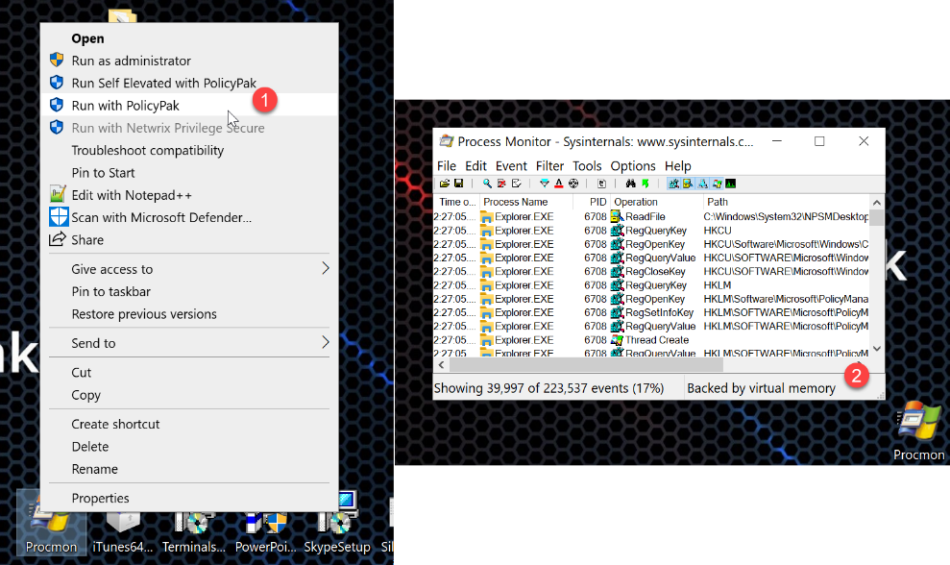 Open
Run as administrator
Run Self Elevated with PolicyPak
Run with PolicyPak
1
Run with Netwrix Privilege Secure
Troubleshoot compatibility
Pin to Start
Edit with Notepad++
Scan with Microsoft Defender...
Share
Give access to
Pin to taskbar
Restore previous versions
Send to
Cut
Copy
Create shortcut
Delete
Rename
Properties
Procmon iTunes64... Terminals... PowerPoi... SkypeSetup Sil
Process Monitor - Sysinternals: www.sysinternals.c...
File Edit Event Filter Tools Options Help
Time o... Process Name PID Operation Path
2:27:05.... Explorer.EXE 6708 ReadFile C:\Windows\System32\NPSMDesktop
2:27:05.... Explorer.EXE 6708 RegQueryKey HKCU
2:27:05.... Explorer.EXE 6708 RegOpenKey HKCU\Software\Microsoft\Windows\C
2:27:05.... Explorer.EXE 6708 RegQueryValue HKCU\SOFTWARE\Microsoft\Window
2:27:05.... Explorer.EXE 6708 RegCloseKey HKCU\SOFTWARE\Microsoft\Window
2:27:05.... Explorer.EXE 6708 RegQueryKey HKLM
2:27:05.... Explorer.EXE 6708 RegOpenKey HKLM\Software\Microsoft\PolicyMana
2:27:05.... Explorer.EXE 6708 RegSetInfoKey HKLM\SOFTWARE\Microsoft\PolicyM
2:27:05.... Explorer.EXE 6708 RegQueryValue HKLM\SOFTWARE\Microsoft\PolicyM
2:27:05.... Explorer.EXE 6708 Thread Create
2:27:05.... Explorer.EXE 6708 RegQueryValue HKLM\SOFTWARE\Microsoft\PolicyM
Showing 39,997 of 223,537 events (17%) Backed by virtual memory
2
Procmon